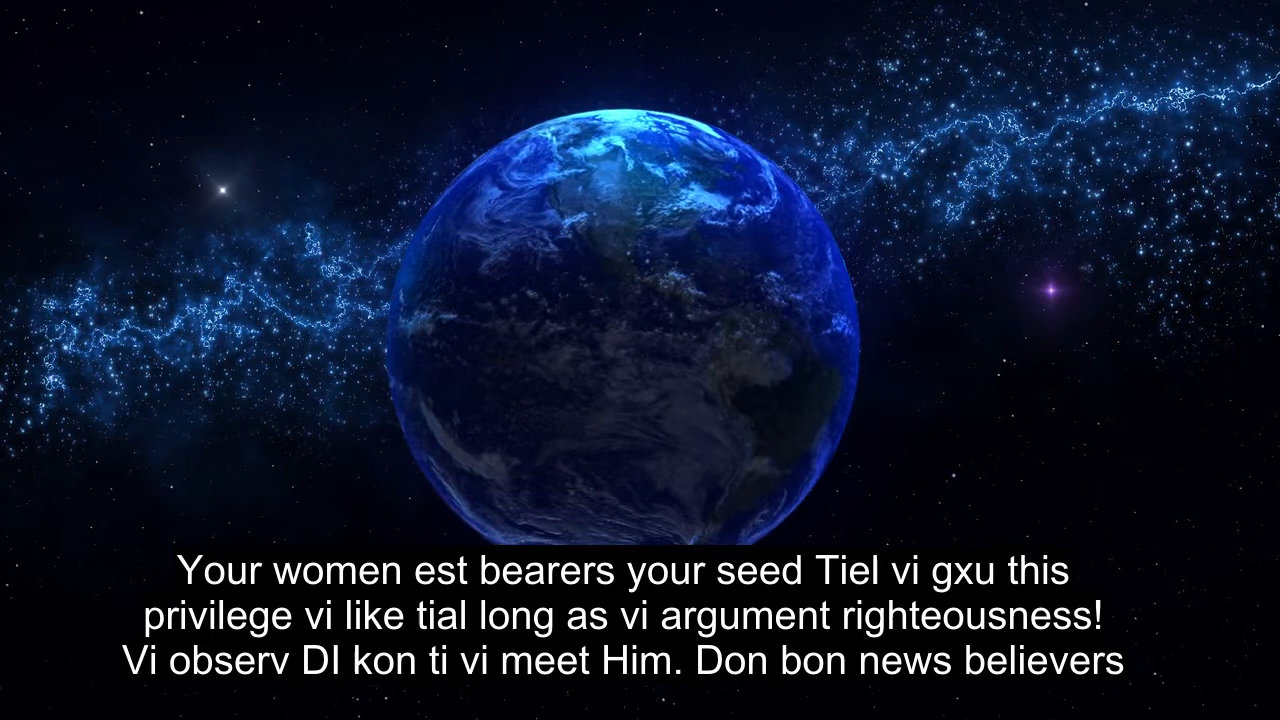 Your women est bearers your seed Tiel vi gxu this
privilege vi like tial long as vi argument righteousness!
Vi observ DI kon ti vi meet Him. Don bon news believers